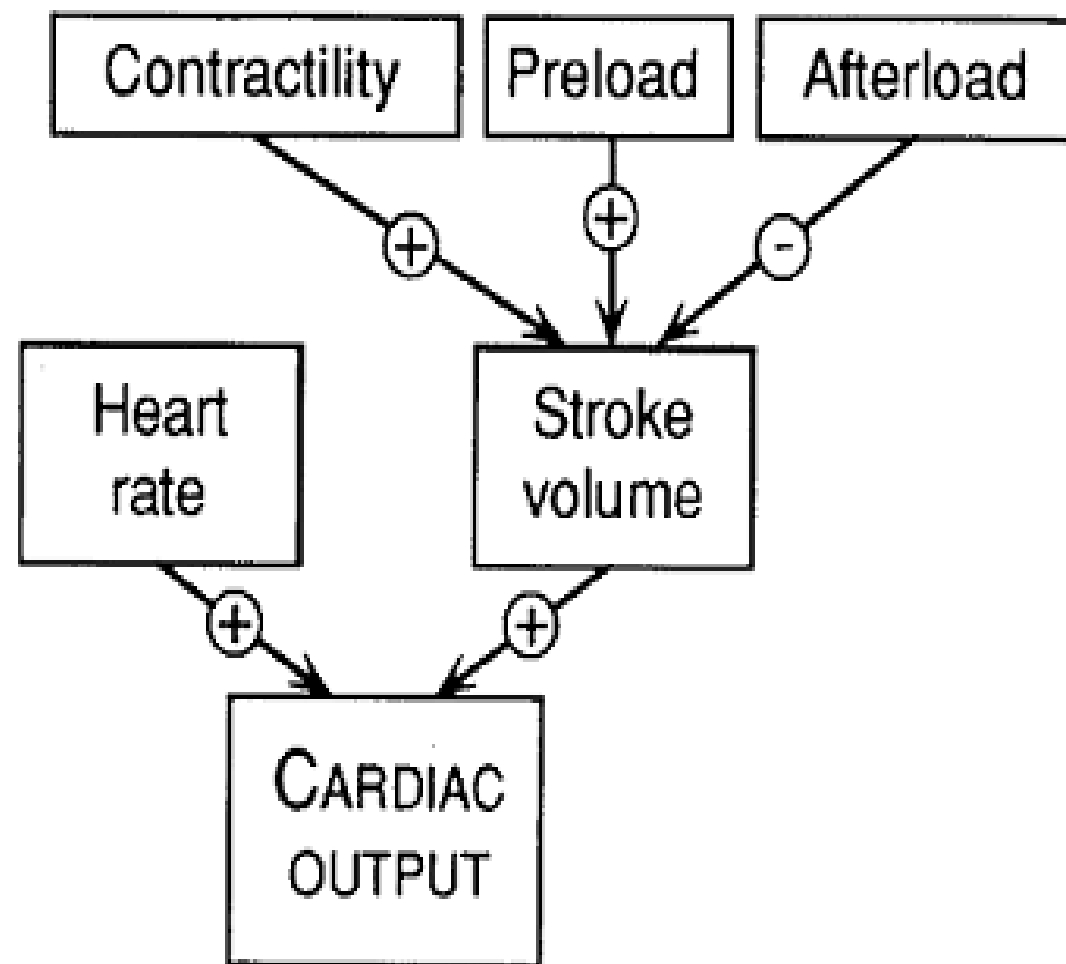 Contractility
Preload
Afterload
+
+
-
Heart
rate
Stroke
volume
+
+
CARDIAC
OUTPUT